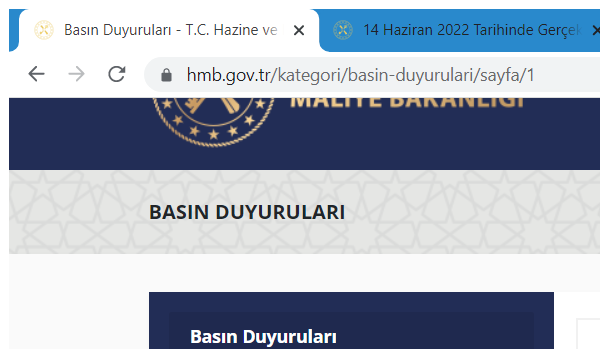 Basın Duyuruları - T.C. Hazine ve
14 Haziran 2022 Tarihinde Gerçek
hmb.gov.tr/kategori/basin-duyurulari/sayfa/1
MALİYE BAKANLIĞI
BASIN DUYURULARI
Basın Duyuruları